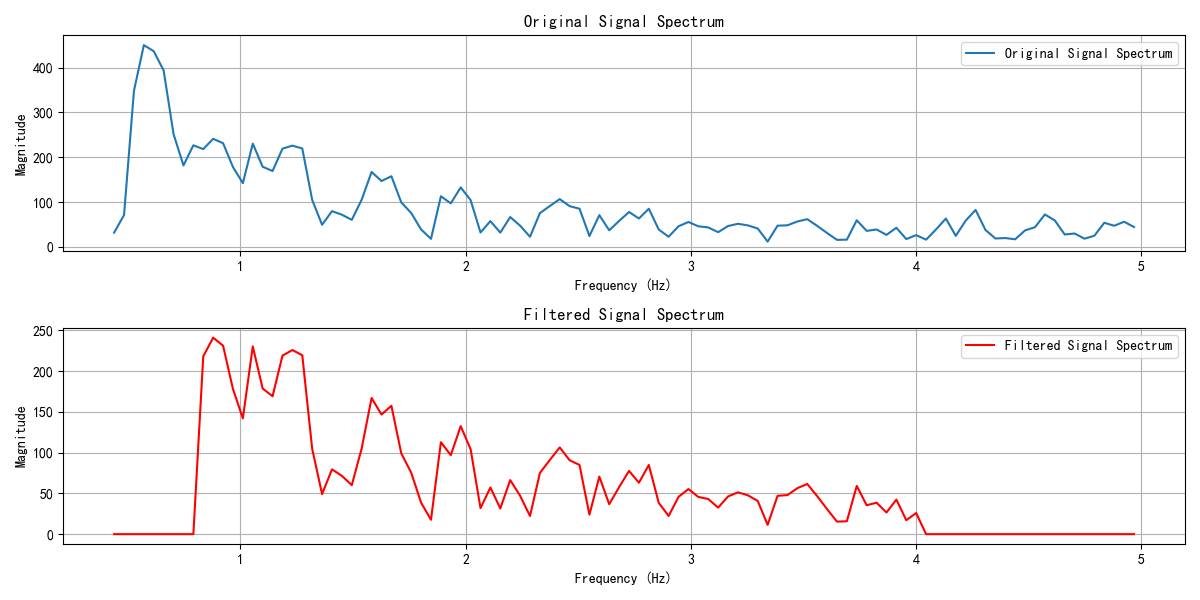 Original Signal Spectrum
Original Signal Spectrum
Magnitude
400
300
200
100
0
1
2
3
4
5
Frequency (Hz)
Filtered Signal Spectrum
Filtered Signal Spectrum
Magnitude
250
200
150
100
50
0
1
2
3
4
5
Frequency (Hz)